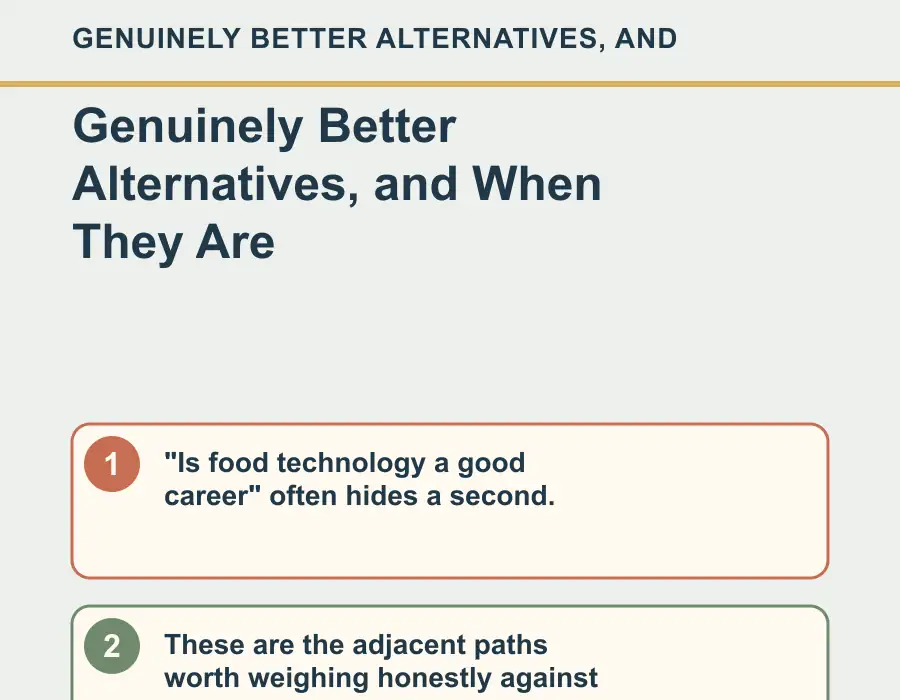 GENUINELY BETTER ALTERNATIVES, AND
Genuinely Better
Alternatives, and When
They Are
1
"Is food technology a good
career" often hides a second.
2
These are the adjacent paths
worth weighing honestly against